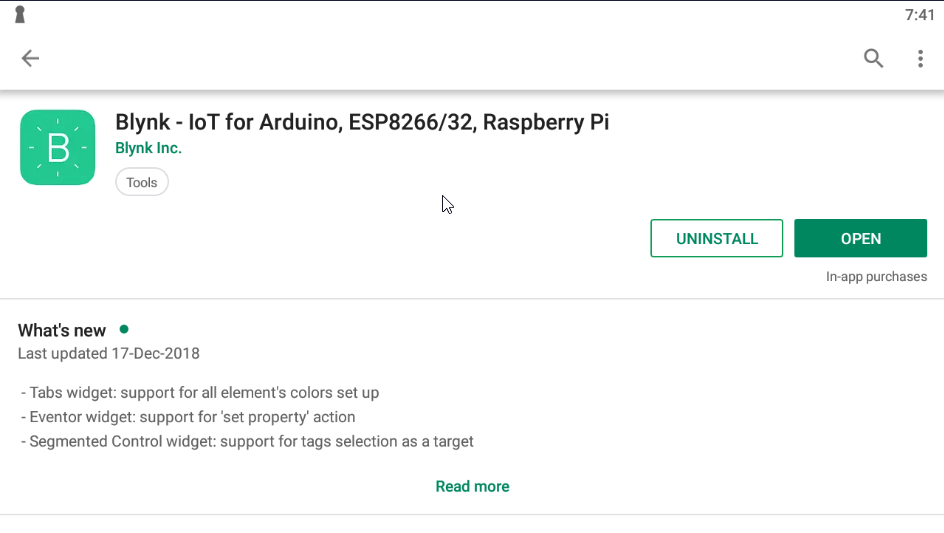 7:41
Blynk - IoT for Arduino, ESP8266/32, Raspberry Pi
B
Blynk Inc.
Tools
UNINSTALL
OPEN
In-app purchases
What's new
Last updated 17-Dec-2018
- Tabs widget: support for all element's colors set up
- Eventor widget: support for 'set property' action
- Segmented Control widget: support for tags selection as a target
Read more